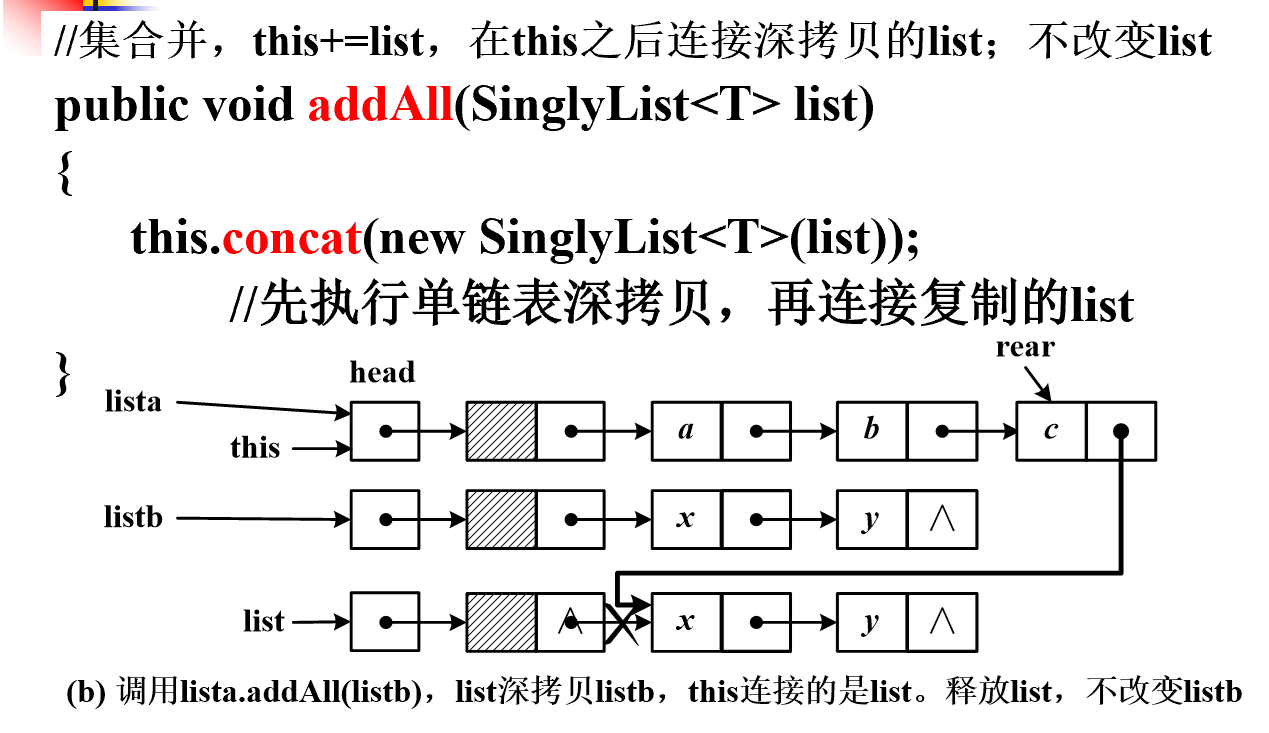 //集合并，this+=list，在this之后连接深拷贝的list；不改变list
public void addAll(SinglyList<T> list)
{
this.concat(new SinglyList<T>(list));
//先执行单链表深拷贝，再连接复制的list
}
rear
head
lista
this
a
b
c
listb
x
y
∧
list
∧
x
y
∧
(b) 调用lista.addAll(listb)，list深拷贝listb，this连接的是list。释放list，不改变listb